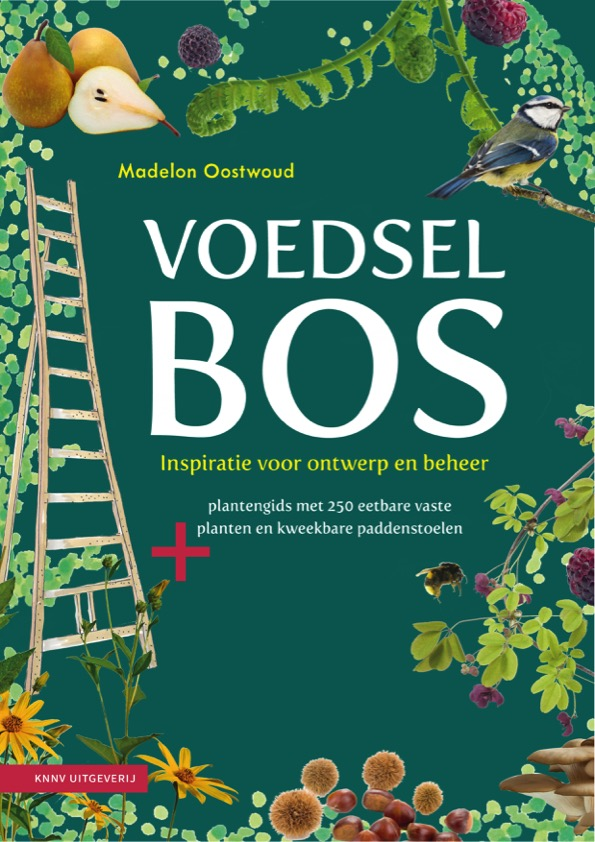 Madelon Oostwoud
VOEDSEL
BOS
Inspiratie voor ontwerp en beheer
+
plantengids met 250 eetbare vaste
planten en kweekbare paddenstoelen
KNNV UITGEVERIJ